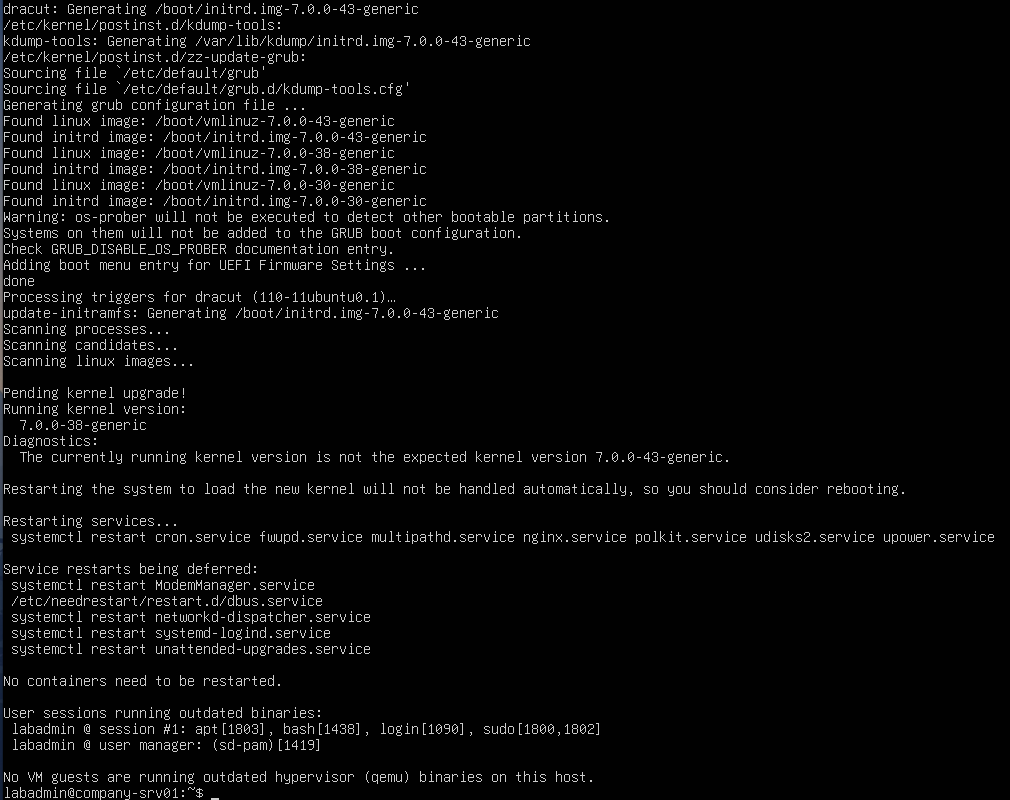 dracut: Generating /boot/initrd.img-7.0.0-43-generic
/etc/kernel/postinst.d/kdump-tools:
kdump-tools: Generating /var/lib/kdump/initrd.img-7.0.0-43-generic
/etc/kernel/postinst.d/zz-update-grub:
Sourcing file `/etc/default/grub'
Sourcing file `/etc/default/grub.d/kdump-tools.cfg'
Generating grub configuration file ...
Found linux image: /boot/vmlinuz-7.0.0-43-generic
Found initrd image: /boot/initrd.img-7.0.0-43-generic
Found linux image: /boot/vmlinuz-7.0.0-38-generic
Found initrd image: /boot/initrd.img-7.0.0-38-generic
Found linux image: /boot/vmlinuz-7.0.0-30-generic
Found initrd image: /boot/initrd.img-7.0.0-30-generic
Warning: os-prober will not be executed to detect other bootable partitions.
Systems on them will not be added to the GRUB boot configuration.
Check GRUB_DISABLE_OS_PROBER documentation entry.
Adding boot menu entry for UEFI Firmware Settings ...
done
Processing triggers for dracut (110-11ubuntu0.1)…
update-initramfs: Generating /boot/initrd.img-7.0.0-43-generic
Scanning processes...
Scanning candidates...
Scanning linux images...

Pending kernel upgrade!
Running kernel version:
  7.0.0-38-generic
Diagnostics:
  The currently running kernel version is not the expected kernel version 7.0.0-43-generic.

Restarting the system to load the new kernel will not be handled automatically, so you should consider rebooting.

Restarting services...
 systemctl restart cron.service fwupd.service multipathd.service nginx.service polkit.service udisks2.service upower.service

Service restarts being deferred:
 systemctl restart ModemManager.service
 /etc/needrestart/restart.d/dbus.service
 systemctl restart networkd-dispatcher.service
 systemctl restart systemd-logind.service
 systemctl restart unattended-upgrades.service

No containers need to be restarted.

User sessions running outdated binaries:
 labadmin @ session #1: apt[1803], bash[1438], login[1090], sudo[1800,1802]
 labadmin @ user manager: (sd-pam)[1419]

No VM guests are running outdated hypervisor (qemu) binaries on this host.
labadmin@company-srv01:~$ _